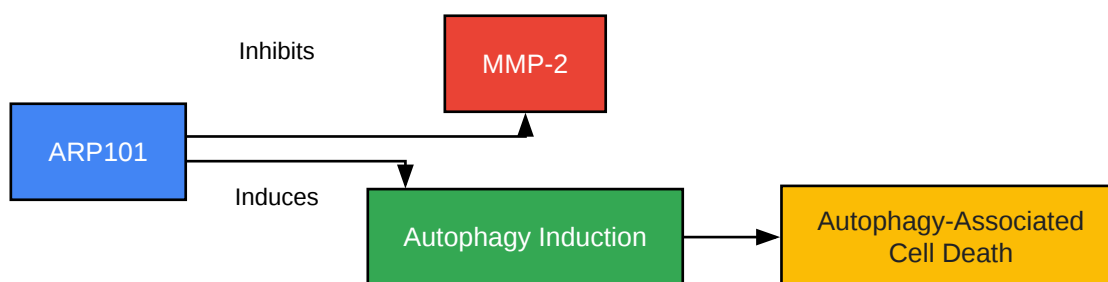 Inhibits
MMP-2
ARP101
Induces
Autophagy Induction
Autophagy-Associated
Cell Death